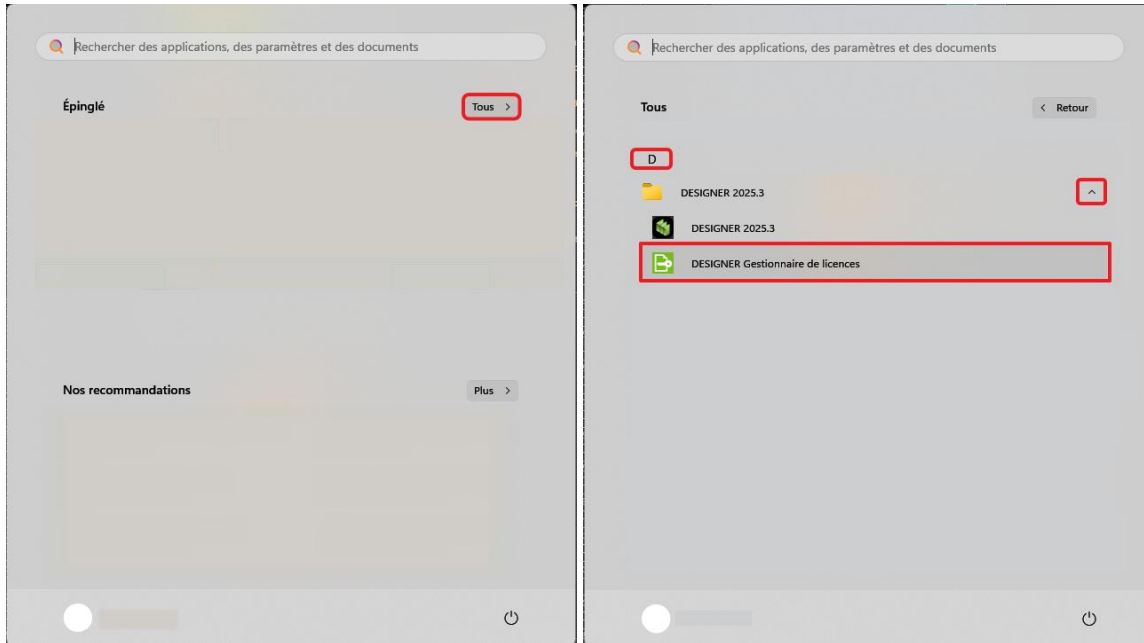 Rechercher des applications, des paramètres et des documents
Épinglé
Tous >
Nos recommandations
Plus >
Rechercher des applications, des paramètres et des documents
Tous
< Retour
D
DESIGNER 2025.3
DESIGNER 2025.3
DESIGNER Gestionnaire de licences